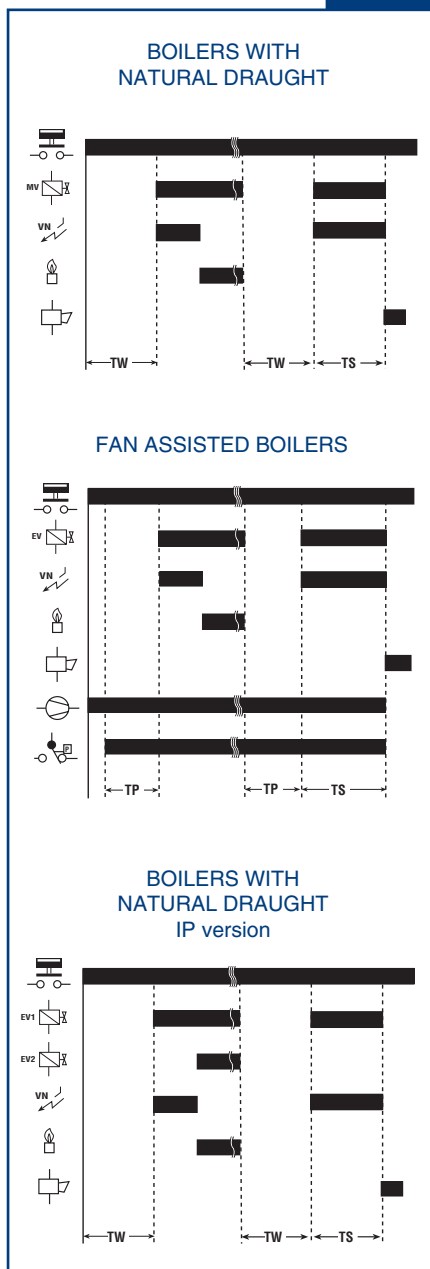 BOILERS WITH
NATURAL DRAUGHT
MV
VN
TW TW TS
FAN ASSISTED BOILERS
EV
VN
P
TP TP TS
BOILERS WITH
NATURAL DRAUGHT
IP version
EV1
EV2
VN
TW TW TS